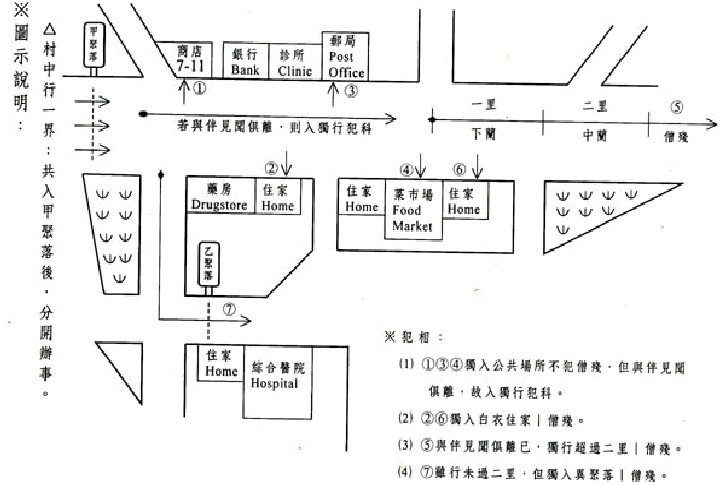 ※圖示說明：
△村中行一界：共入甲聚落後，分開辦事。
甲聚落
商店
7-11
銀行
Bank
診所
Clinic
郵局
Post
Office
①
③
若與伴見聞俱離，則入獨行犯科
一里
下蘭
二里
中蘭
⑤
僧殘
②
④
⑥
藥房
Drugstore
住家
Home
住家
Home
菜市場
Food
Market
住家
Home
乙聚落
⑦
住家
Home
綜合醫院
Hospital
※犯相：
(1) ①③④獨入公共場所不犯僧殘，但與伴見聞
俱離，故入獨行犯科。
(2) ②⑥獨入白衣住家｜僧殘。
(3) ⑤與伴見聞俱離已，獨行超過二里｜僧殘。
(4) ⑦雖行未過二里，但獨入異聚落｜僧殘。